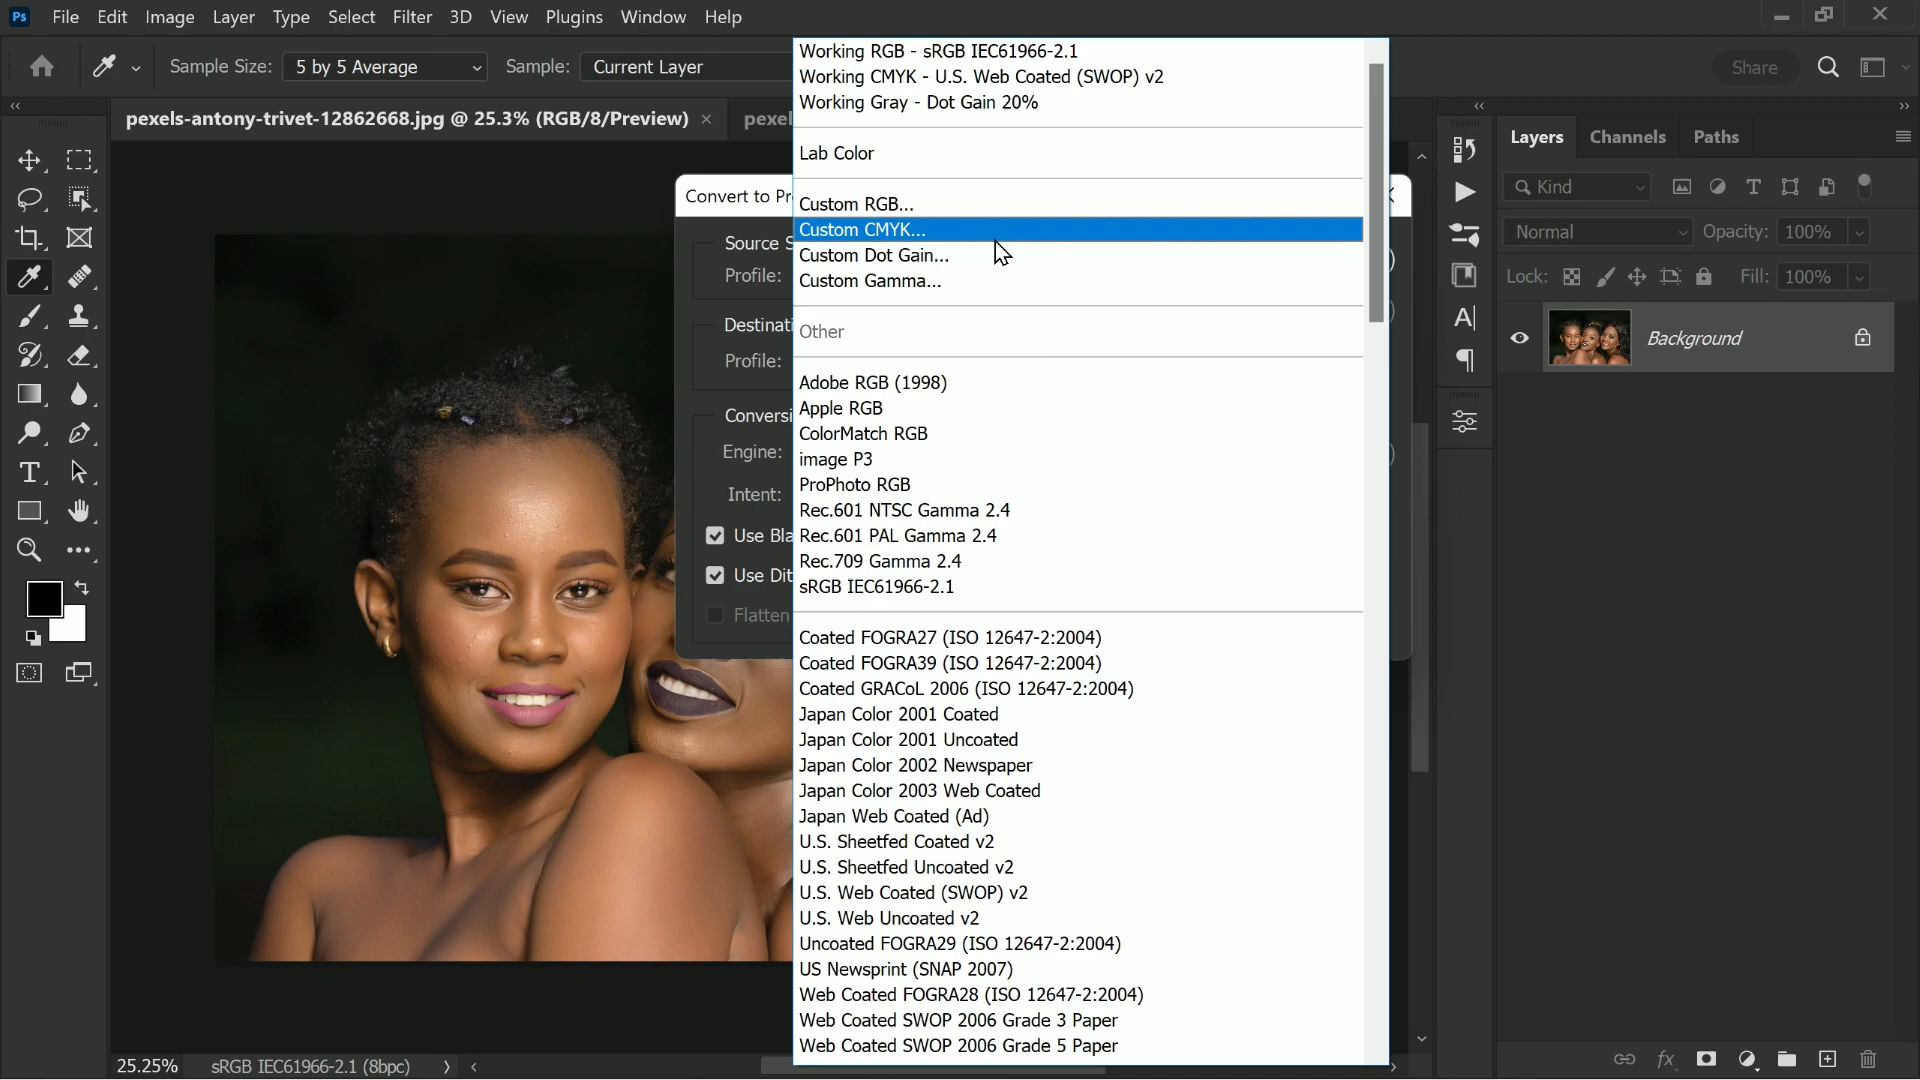 Ps File Edit Image Layer Type Select Filter 3D View Plugins Window Help
Sample Size: 5 by 5 Average Sample: Current Layer Share
pexels-antony-trivet-12862668.jpg @ 25.3% (RGB/8/Preview) × pexel
Working RGB - sRGB IEC61966-2.1
Working CMYK - U.S. Web Coated (SWOP) v2
Working Gray - Dot Gain 20%
Lab Color
Custom RGB...
Custom CMYK...
Custom Dot Gain...
Custom Gamma...
Other
Adobe RGB (1998)
Apple RGB
ColorMatch RGB
image P3
ProPhoto RGB
Rec.601 NTSC Gamma 2.4
Rec.601 PAL Gamma 2.4
Rec.709 Gamma 2.4
sRGB IEC61966-2.1
Coated FOGRA27 (ISO 12647-2:2004)
Coated FOGRA39 (ISO 12647-2:2004)
Coated GRACoL 2006 (ISO 12647-2:2004)
Japan Color 2001 Coated
Japan Color 2001 Uncoated
Japan Color 2002 Newspaper
Japan Color 2003 Web Coated
Japan Web Coated (Ad)
U.S. Sheetfed Coated v2
U.S. Sheetfed Uncoated v2
U.S. Web Coated (SWOP) v2
U.S. Web Uncoated v2
Uncoated FOGRA29 (ISO 12647-2:2004)
US Newsprint (SNAP 2007)
Web Coated FOGRA28 (ISO 12647-2:2004)
Web Coated SWOP 2006 Grade 3 Paper
Web Coated SWOP 2006 Grade 5 Paper
Convert to Pr
Source S
Profile:
Destinati
Profile:
Conversi
Engine:
Intent:
Use Bla
Use Dit
Flatten
Layers Channels Paths
Kind
Normal Opacity: 100%
Lock: Fill: 100%
Background
25.25% sRGB IEC61966-2.1 (8bpc)